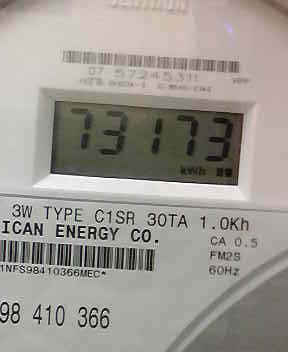 07 57245311
73173
kWh
3W TYPE C1SR 30TA 1.0Kh
ICAN ENERGY CO.
CA 0.5
FM2S
60Hz
1NFS98410366MEC*
98 410 366